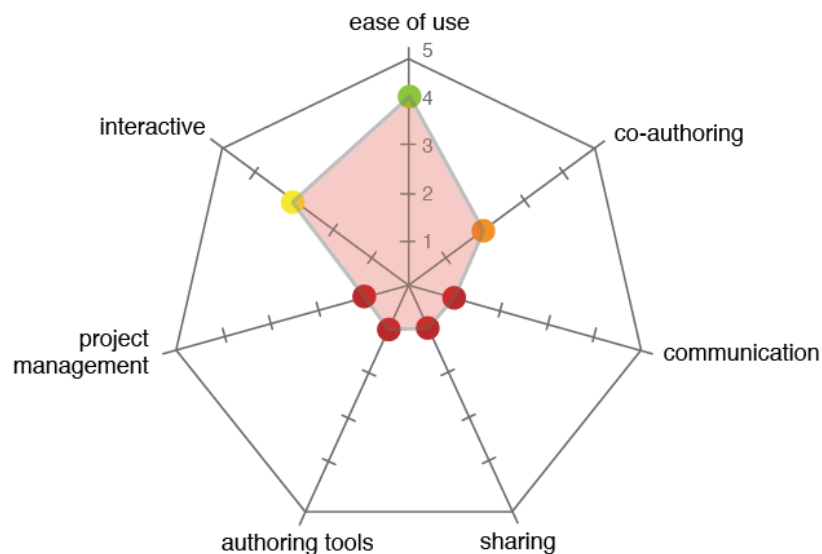 ease of use
5
interactive
4
co-authoring
3
2
1
project
management
communication
authoring tools
sharing